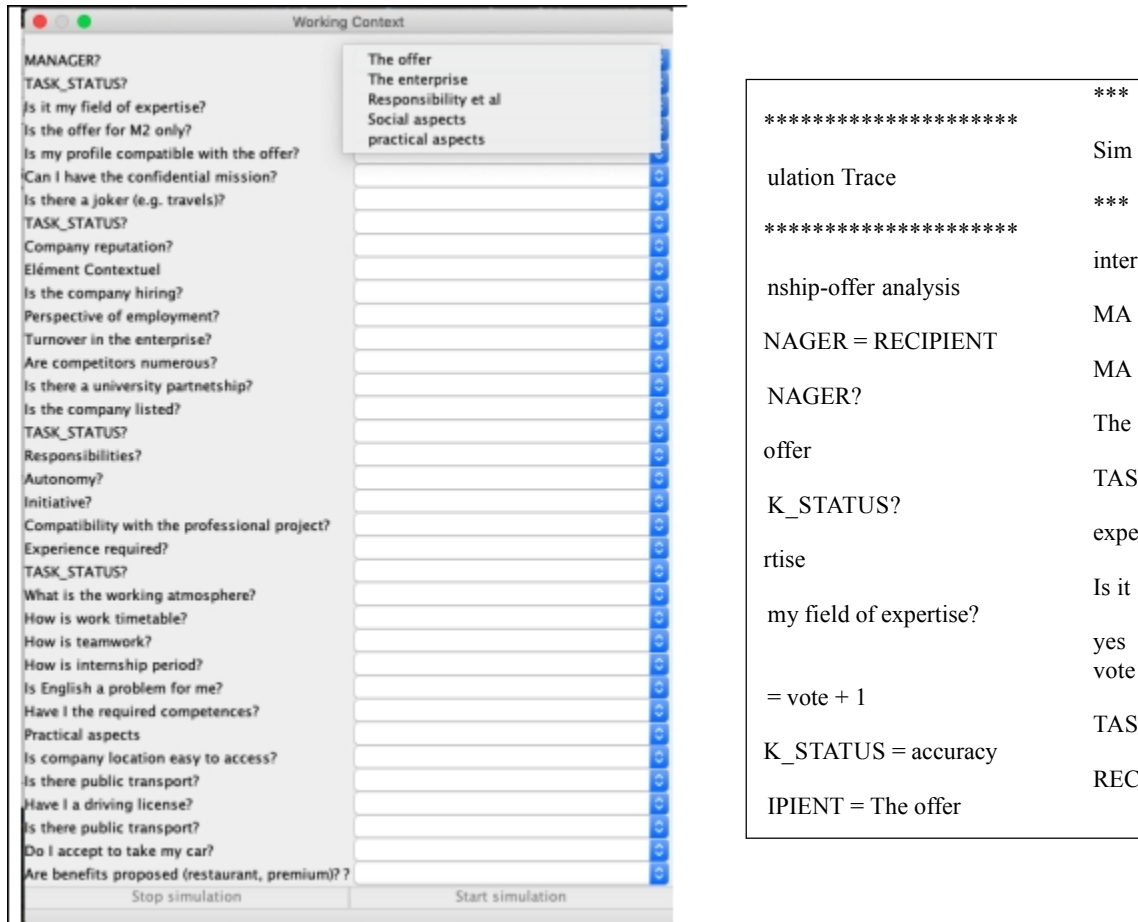 Working Context
MANAGER?
The offer
The enterprise
Responsibility et al
Social aspects
practical aspects
TASK_STATUS?
Is it my field of expertise?
Is the offer for M2 only?
Is my profile compatible with the offer?
Can I have the confidential mission?
Is there a joker (e.g. travels)?
TASK_STATUS?
Company reputation?
Elément Contextuel
Is the company hiring?
Perspective of employment?
Turnover in the enterprise?
Are competitors numerous?
Is there a university partnetship?
Is the company listed?
TASK_STATUS?
Responsibilities?
Autonomy?
Initiative?
Compatibility with the professional project?
Experience required?
TASK_STATUS?
What is the working atmosphere?
How is work timetable?
How is teamwork?
How is internship period?
Is English a problem for me?
Have I the required competences?
Practical aspects
Is company location easy to access?
Is there public transport?
Have I a driving license?
Is there public transport?
Do I accept to take my car?
Are benefits proposed (restaurant, premium)? ?
Stop simulation
Start simulation
***
*********************
Sim
ulation Trace
***
*********************
inter
nship-offer analysis
MA
NAGER = RECIPIENT
MA
NAGER?
The
offer
TAS
K_STATUS?
expe
rtise
Is it
my field of expertise?
yes
vote
= vote + 1
TAS
K_STATUS = accuracy
REC
IPIENT = The offer